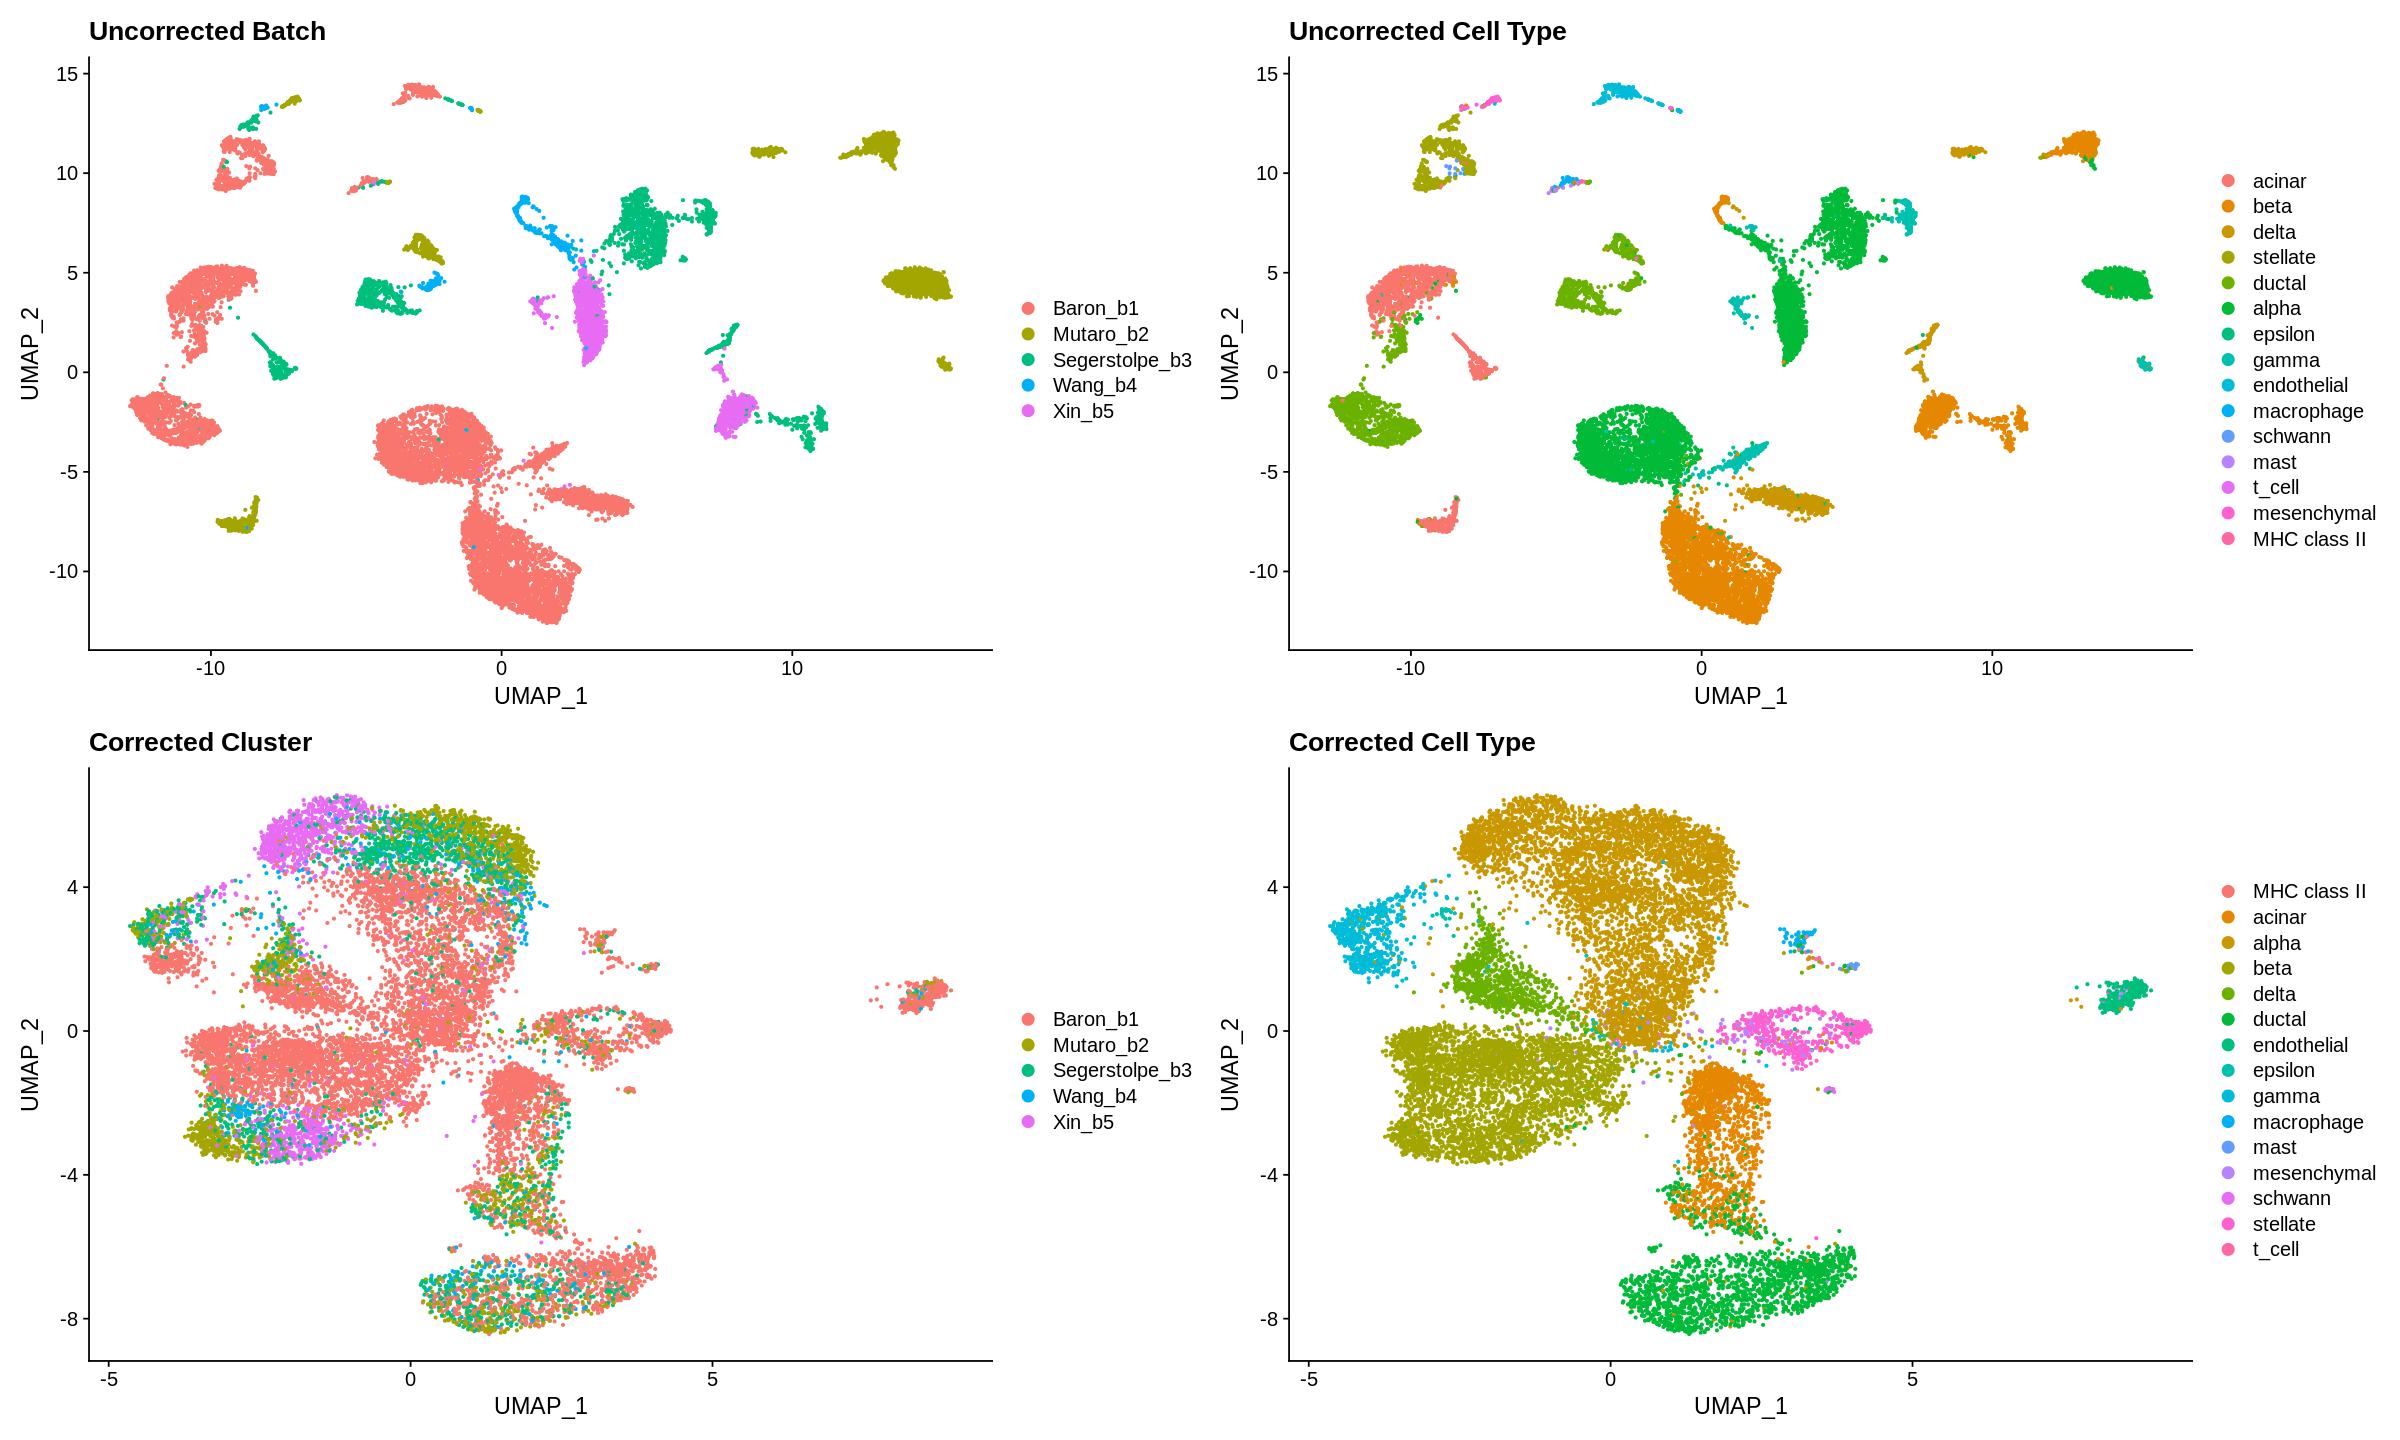 Uncorrected Batch
15
10
5
0
-5
-10
UMAP_2
-10
0
10
UMAP_1
Baron_b1
Mutaro_b2
Segerstolpe_b3
Wang_b4
Xin_b5
Uncorrected Cell Type
15
10
5
0
-5
-10
UMAP_2
-10
0
10
UMAP_1
acinar
beta
delta
stellate
ductal
alpha
epsilon
gamma
endothelial
macrophage
schwann
mast
t_cell
mesenchymal
MHC class II
Corrected Cluster
4
0
-4
-8
UMAP_2
-5
0
5
UMAP_1
Baron_b1
Mutaro_b2
Segerstolpe_b3
Wang_b4
Xin_b5
Corrected Cell Type
4
0
-4
-8
UMAP_2
-5
0
5
UMAP_1
MHC class II
acinar
alpha
beta
delta
ductal
endothelial
epsilon
gamma
macrophage
mast
mesenchymal
schwann
stellate
t_cell